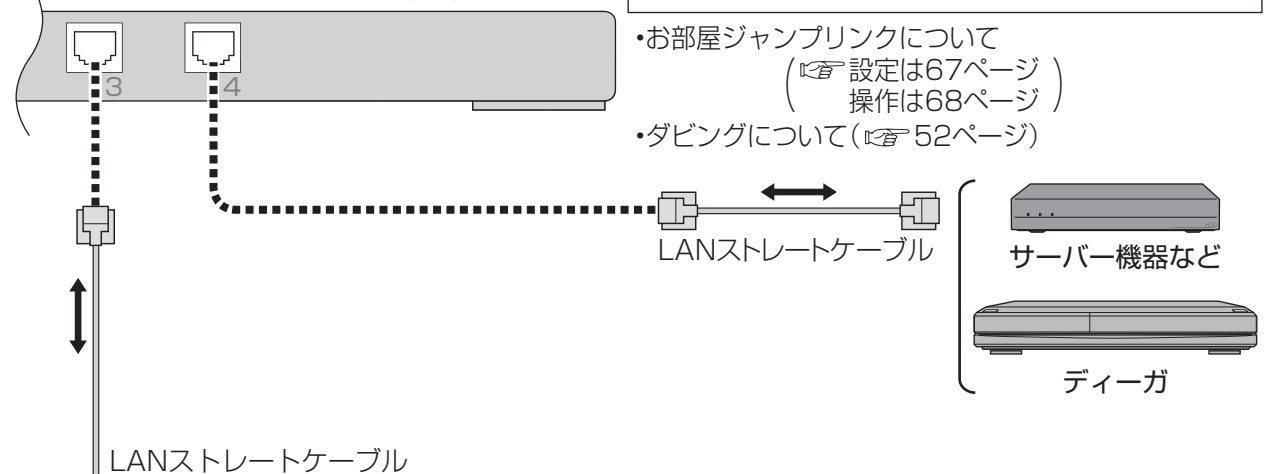 •お部屋ジャンプリンクについて
(☞設定は67ページ
操作は68ページ)
•ダビングについて(☞52ページ)
3
4
LANストレートケーブル
サーバー機器など
ディーガ
LANストレートケーブル